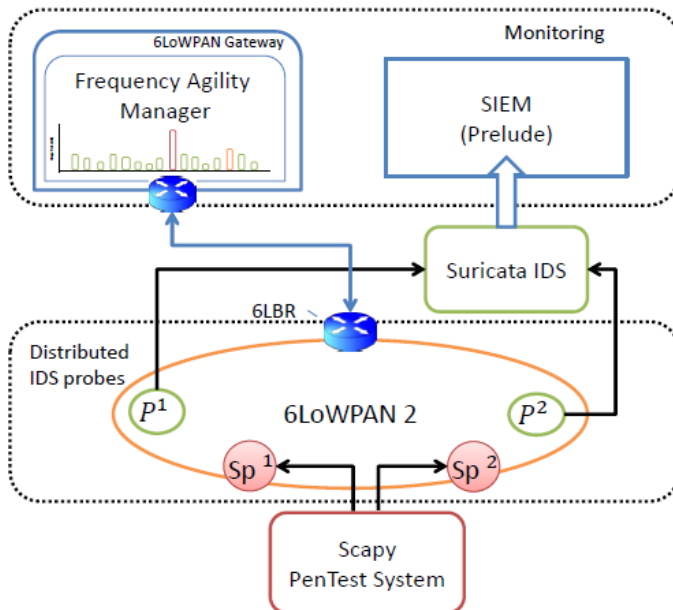 6LoWPAN Gateway
Monitoring
Frequency Agility
Manager
SIEM
(Prelude)
Suricata IDS
6LBR
Distributed
IDS probes
P1
6LoWPAN 2
P2
Sp 1
Sp 2
Scapy
PenTest System